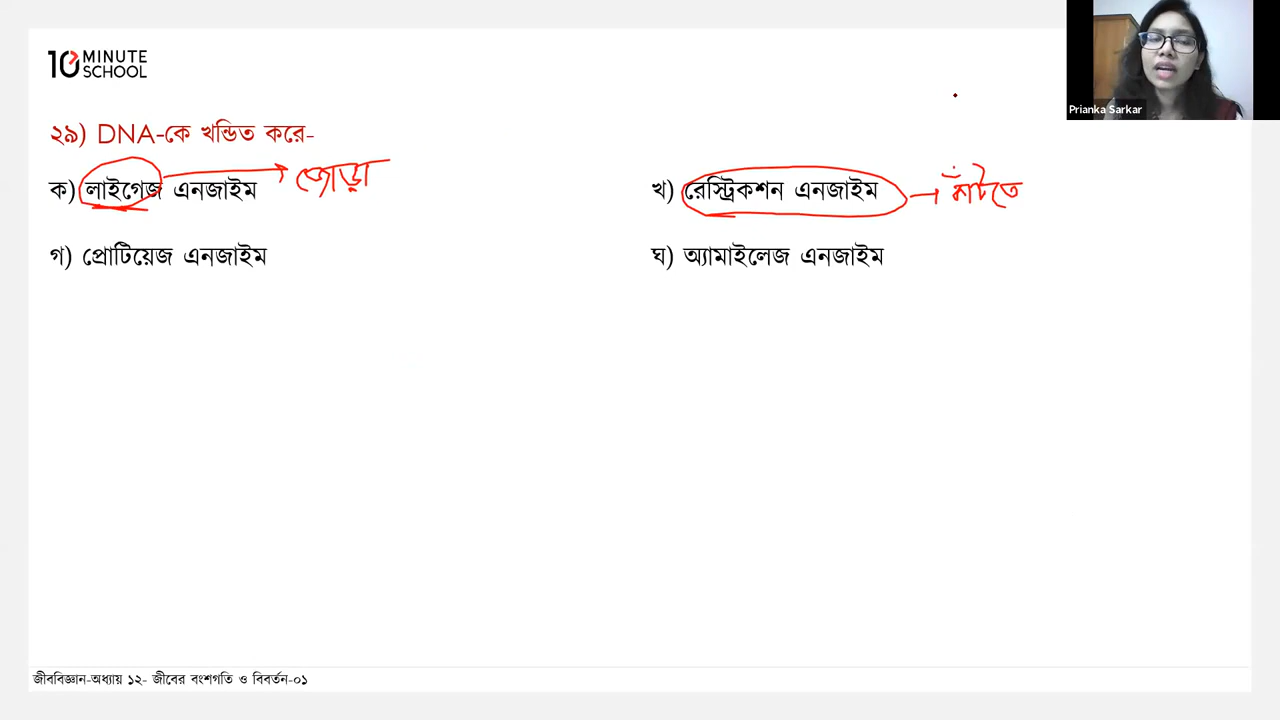 10 MINUTE SCHOOL
Prianka Sarkar
২৯) DNA-কে খন্ডিত করে-
ক) লাইগেজ এনজাইম → জোড়া
খ) রেস্ট্রিকশন এনজাইম → কাটতে
গ) প্রোটিয়েজ এনজাইম
ঘ) অ্যামাইলেজ এনজাইম
জীববিজ্ঞান-অধ্যায় ১২- জীবের বংশগতি ও বিবর্তন-০১